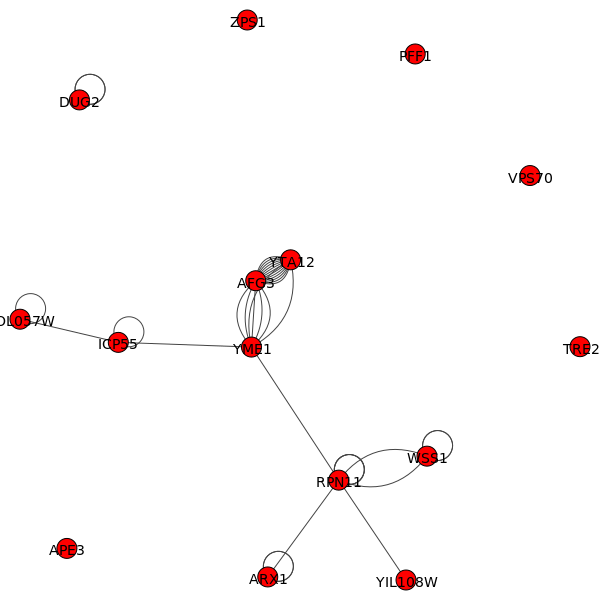 ZPS1
PFF1
DUG2
VPS70
YTA12
AFG3
OL057W
ICP55
YME1
TRE2
WSS1
RPN11
APE3
ARX1
YIL108W